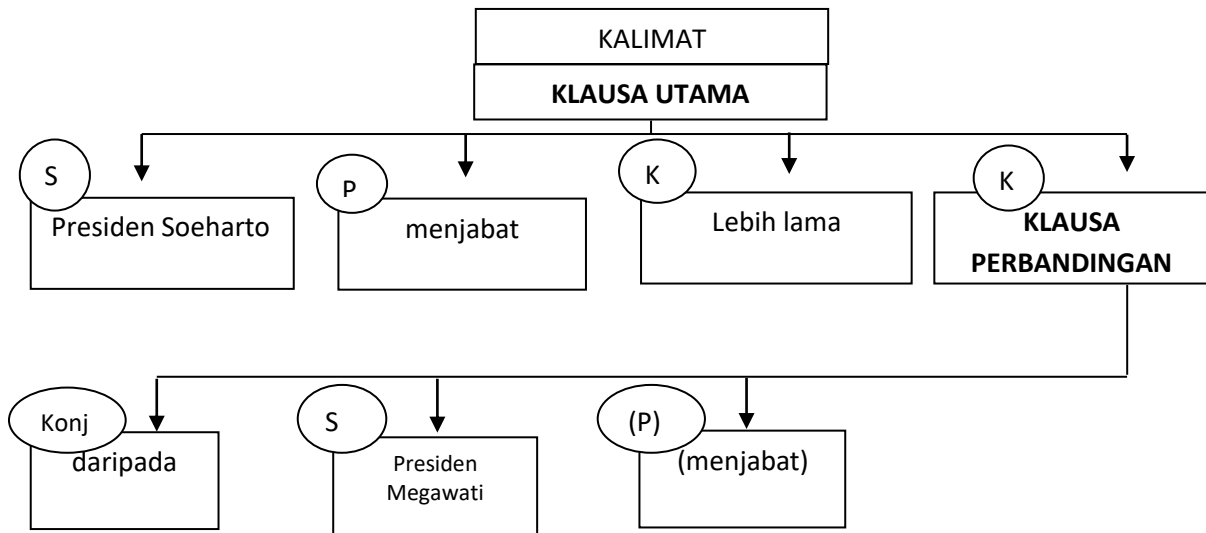 KALIMAT
KLAUSA UTAMA
S
Presiden Soeharto
P
menjabat
K
Lebih lama
K
KLAUSA
PERBANDINGAN
Konj
daripada
S
Presiden
Megawati
(P)
(menjabat)